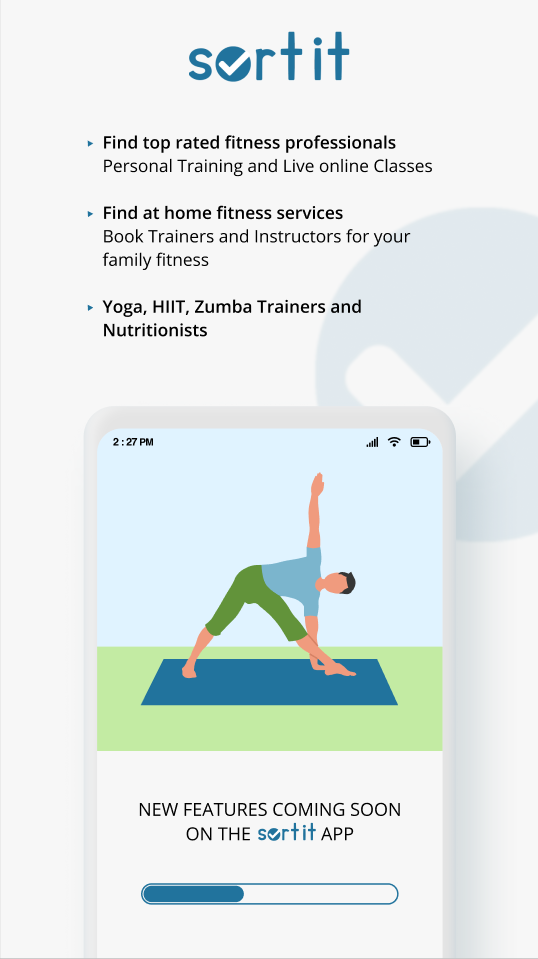 sortit
Find top rated fitness professionals
Personal Training and Live online Classes
Find at home fitness services
Book Trainers and Instructors for your
family fitness
Yoga, HIIT, Zumba Trainers and
Nutritionists
2 : 27 PM
NEW FEATURES COMING SOON
ON THE sortit APP